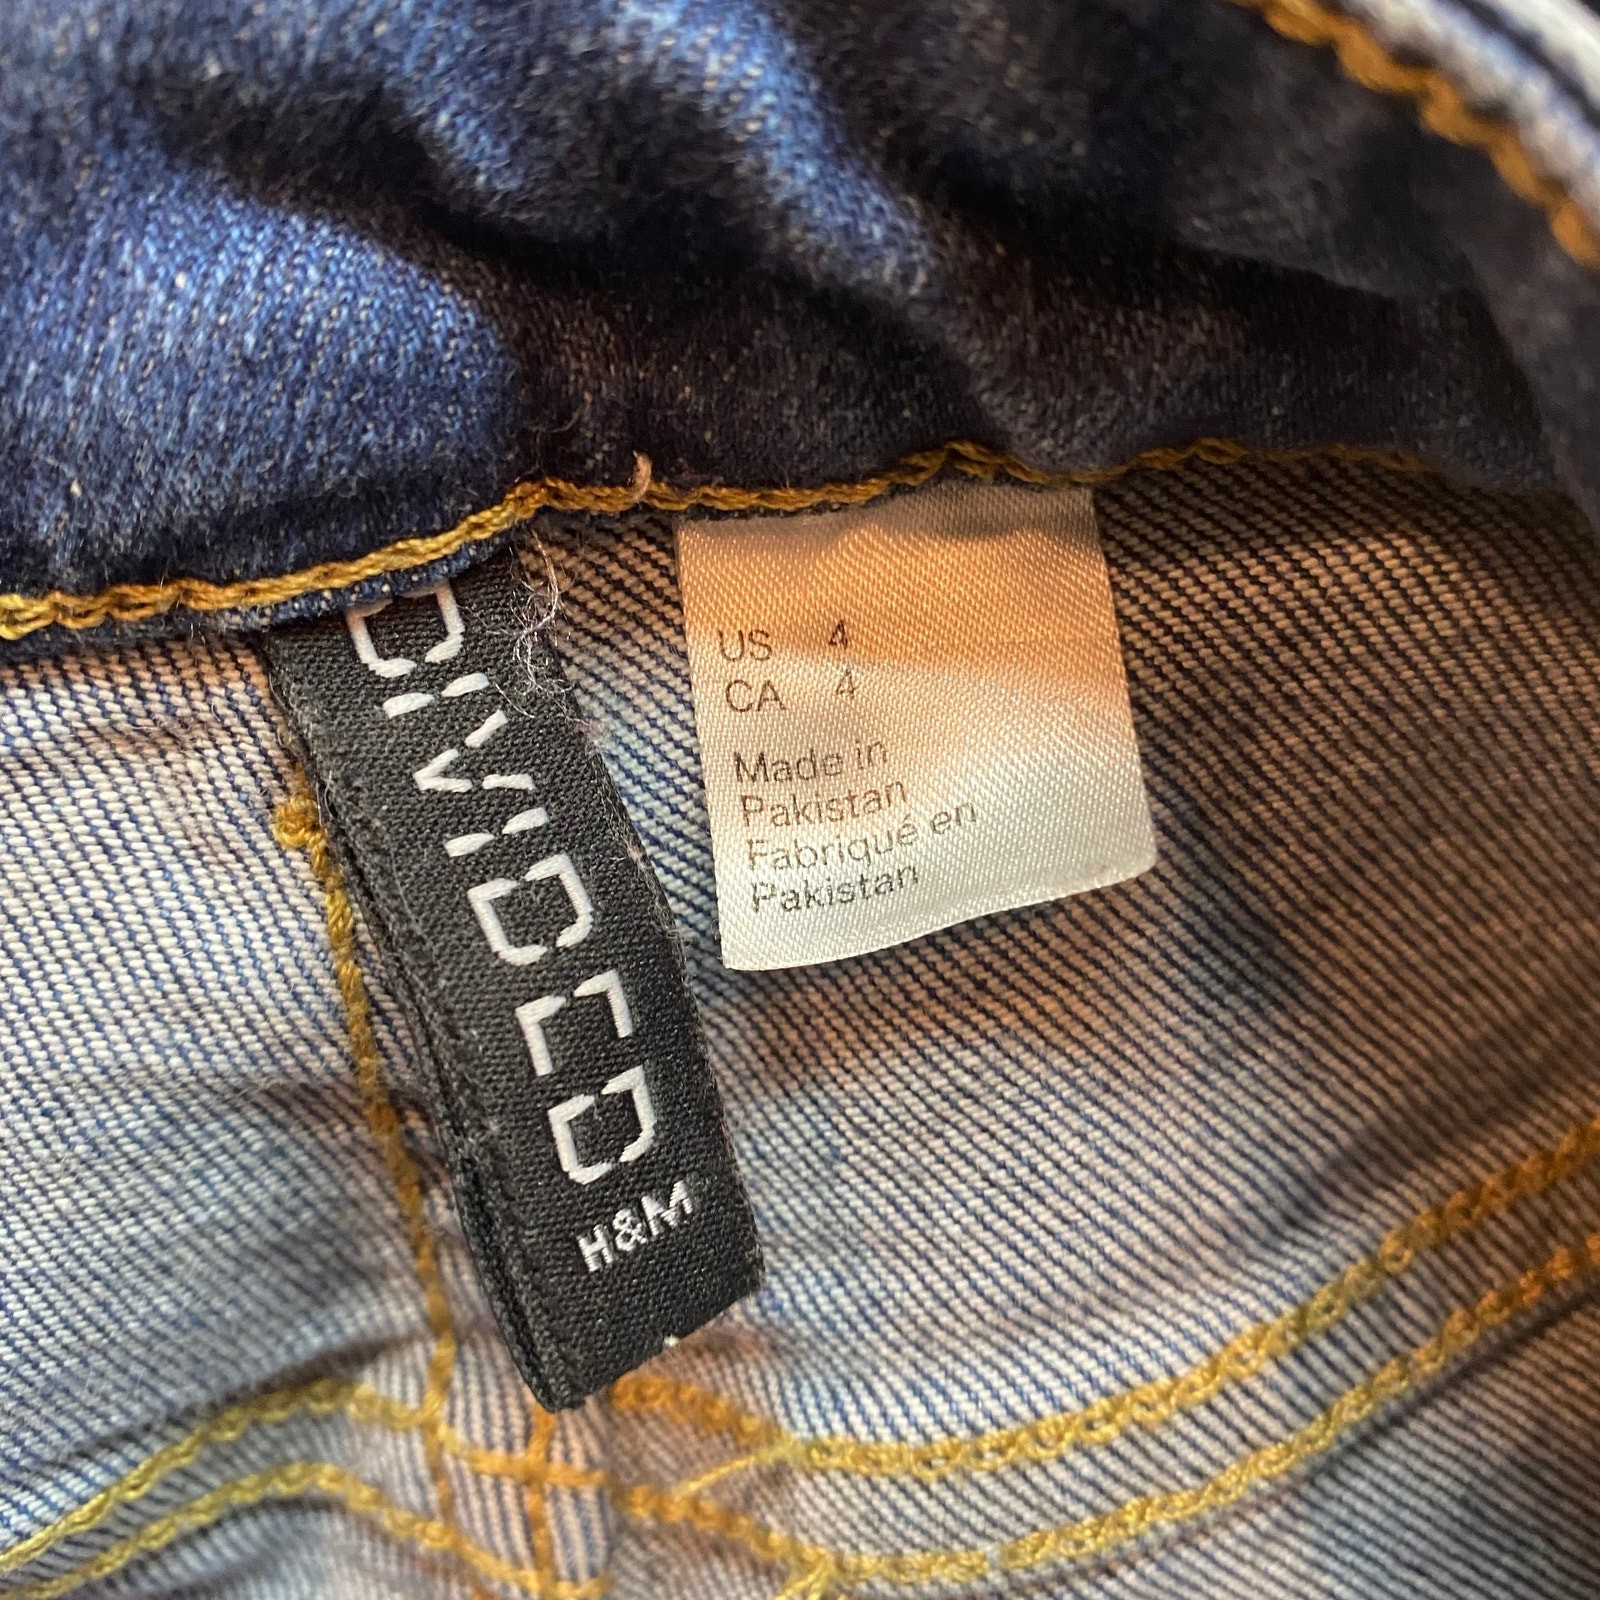 DIVIDED
H&M
US 4
CA 4
Made in
Pakistan
Fabriqué en
Pakistan